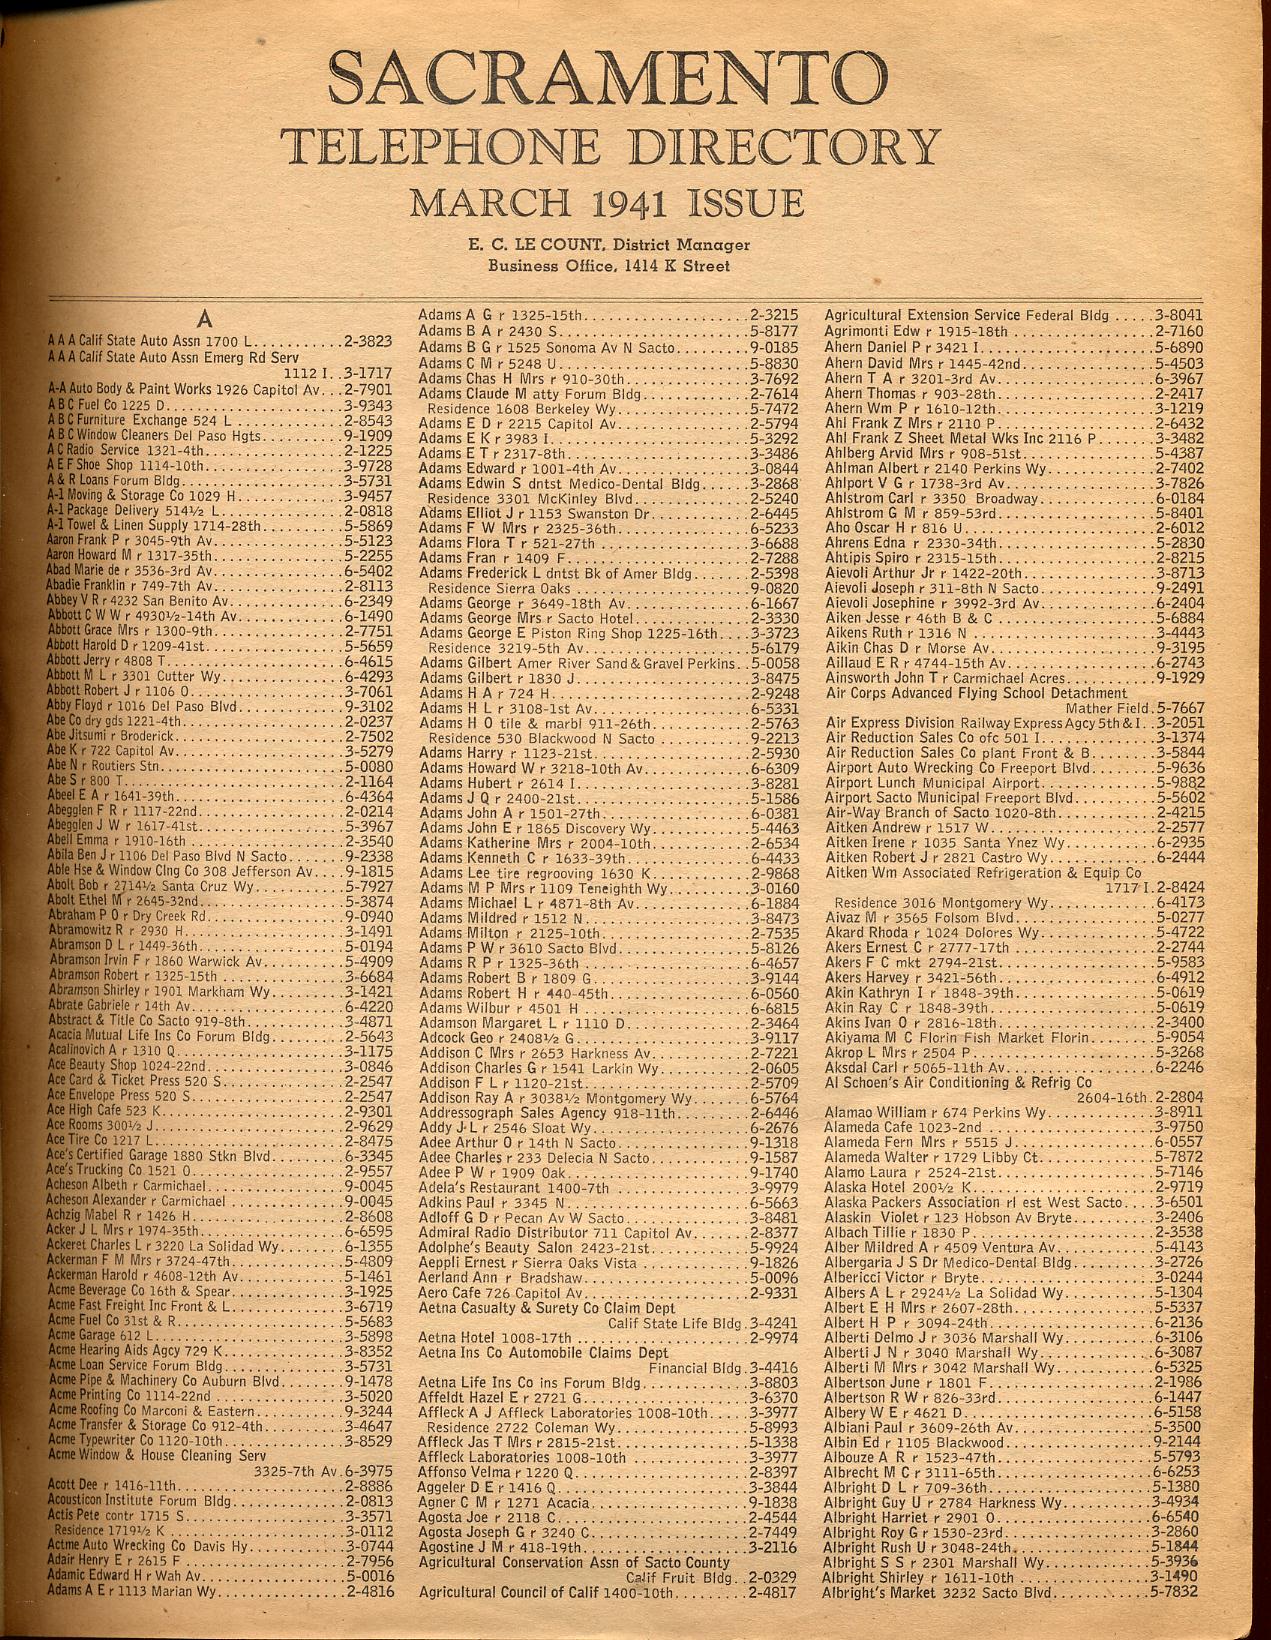 SACRAMENTO
TELEPHONE DIRECTORY
MARCH 1941 ISSUE
E. C. LE COUNT, District Manager
Business Office, 1414 K Street
A
A A A Calif State Auto Assn 1700 L...........2-3823
A A A Calif State Auto Assn Emerg Rd Serv
1112 I..3-1717
A-A Auto Body & Paint Works 1926 Capitol Av...2-7901
A B C Fuel Co 1225 D.....................3-9343
A B C Furniture Exchange 524 L............2-8543
A B C Window Cleaners Del Paso Hgts..........9-1909
A C Radio Service 1321-4th.................2-1225
A E F Shoe Shop 1114-10th.................3-9728
A & R Loans Forum Bldg...................3-5731
A-1 Moving & Storage Co 1029 H.............3-9457
A-1 Package Delivery 514½ L...............2-0818
A-1 Towel & Linen Supply 1714-28th..........5-5869
Aaron Frank P r 3045-9th Av................5-5123
Aaron Howard M r 1317-35th................2-2255
Abad Marie de r 3536-3rd Av................6-5402
Abadie Franklin r 749-7th Av................2-8113
Abbey V R r 4232 San Benito Av..............6-2349
Abbott C W W r 4930½-14th Av.............6-1490
Abbott Grace Mrs r 1300-9th................2-7751
Abbott Harold D r 1209-41st................5-5659
Abbott Jerry r 4808 T.....................6-4615
Abbott M L r 3301 Cutter Wy................6-4293
Abbott Robert J r 1106 O..................3-7061
Abby Floyd r 1016 Del Paso Blvd.............9-3102
Abe Co dry gds 1221-4th...................2-0237
Abe Jitsumi r Broderick....................2-7502
Abe K r 722 Capitol Av....................3-5279
Abe N r Routiers Stn......................5-0080
Abe S r 800 T..........................2-1164
Abeel E A r 1641-39th....................6-4364
Abegglen F R r 1117-22nd.................2-0214
Abegglen J W r 1617-41st..................5-3967
Abell Emma r 1910-16th...................2-3540
Abila Ben J r 1106 Del Paso Blvd N Sacto.......9-2338
Able Hse & Window Clng Co 308 Jefferson Av....9-1815
Abolt Bob r 2714½ Santa Cruz Wy............5-7927
Abolt Ethel M r 2645-32nd.................5-3874
Abraham P O r Dry Creek Rd................9-0940
Abramowitz R r 2930 H...................3-1491
Abramson D L r 1449-36th.................5-0194
Abramson Irvin F r 1860 Warwick Av..........5-4909
Abramson Robert r 1325-15th...............3-6684
Abramson Shirley r 1901 Markham Wy.........3-1421
Abrate Gabriele r 14th Av..................6-4220
Abstract & Title Co Sacto 919-8th............3-4871
Acacia Mutual Life Ins Co Forum Bldg.........2-5643
Acalinovich A r 1310 Q....................3-1175
Ace Beauty Shop 1024-22nd................3-0846
Ace Card & Ticket Press 520 S..............2-2547
Ace Envelope Press 520 S..................2-2547
Ace High Cafe 523 K.....................2-9301
Ace Rooms 300½ J......................2-9629
Ace Tire Co 1217 L......................2-8475
Ace's Certified Garage 1880 Stkn Blvd.........6-3345
Ace's Trucking Co 1521 O.................2-9557
Acheson Albeth r Carmichael................9-0045
Acheson Alexander r Carmichael.............9-0045
Achzig Mabel R r 1426 H..................2-8608
Acker J L Mrs r 1974-35th.................6-6595
Ackeret Charles L r 3220 La Solidad Wy........6-1355
Ackerman F M Mrs r 3724-47th.............5-4809
Ackerman Harold r 4608-12th Av.............5-1461
Acme Beverage Co 16th & Spear.............3-1925
Acme Fast Freight Inc Front & L.............3-6719
Acme Fuel Co 31st & R...................5-5683
Acme Garage 612 L......................3-5898
Acme Hearing Aids Agcy 729 K.............3-8352
Acme Loan Service Forum Bldg..............3-5731
Acme Pipe & Machinery Co Auburn Blvd.......9-1478
Acme Printing Co 1114-22nd...............3-5020
Acme Roofing Co Marconi & Eastern..........9-3244
Acme Transfer & Storage Co 912-4th..........3-4647
Acme Typewriter Co 1120-10th..............3-8529
Acme Window & House Cleaning Serv
3325-7th Av.6-3975
Acott Dee r 1416-11th....................2-8886
Acousticon Institute Forum Bldg.............2-0813
Actis Pete contr 1715 S...................3-3571
Residence 1719½ K.....................3-0112
Actme Auto Wrecking Co Davis Hy...........3-0744
Adair Henry E r 2615 F...................2-7956
Adamic Edward H r Wah Av................5-0016
Adams A E r 1113 Marian Wy..............2-4816
Adams A G r 1325-15th...................2-3215
Adams B A r 2430 S.....................5-8177
Adams B G r 1525 Sonoma Av N Sacto........9-0185
Adams C M r 5248 U....................5-8830
Adams Chas H Mrs r 910-30th.............3-7692
Adams Claude M atty Forum Bldg...........2-7614
Residence 1608 Berkeley Wy...............5-7472
Adams E D r 2215 Capitol Av..............2-5794
Adams E K r 3983 I.....................5-3292
Adams E T r 2317-8th...................3-3486
Adams Edward r 1001-4th Av..............3-0844
Adams Edwin S dntst Medico-Dental Bldg.....3-2868
Residence 3301 McKinley Blvd.............2-5240
Adams Elliot J r 1153 Swanston Dr..........2-6445
Adams F W Mrs r 2325-36th..............6-5233
Adams Flora T r 521-27th................3-6688
Adams Fran r 1409 F....................2-7288
Adams Frederick L dntst Bk of Amer Bldg......2-5398
Residence Sierra Oaks...................9-0820
Adams George r 3649-18th Av.............6-1667
Adams George Mrs r Sacto Hotel...........2-3330
Adams George E Piston Ring Shop 1225-16th...3-3723
Residence 3219-5th Av..................5-6179
Adams Gilbert Amer River Sand & Gravel Perkins..5-0058
Adams Gilbert r 1830 J..................3-8475
Adams H A r 724 H....................2-9248
Adams H L r 3108-1st Av................6-5331
Adams H O tile & marbl 911-26th..........2-5763
Residence 530 Blackwood N Sacto.........9-2213
Adams Harry r 1123-21st................2-5930
Adams Howard W r 3218-10th Av..........6-6309
Adams Hubert r 2614 I..................3-8281
Adams J Q r 2400-21st..................5-1586
Adams John A r 1501-27th...............6-0381
Adams John E r 1865 Discovery Wy.........5-4463
Adams Katherine Mrs r 2004-10th.........2-6534
Adams Kenneth C r 1633-39th............6-4433
Adams Lee tire regrooving 1630 K..........2-9868
Adams M P Mrs r 1109 Teneighth Wy.......3-0160
Adams Michael L r 4871-8th Av...........6-1884
Adams Mildred r 1512 N................3-8473
Adams Milton r 2125-10th...............2-7535
Adams P W r 3610 Sacto Blvd............5-8126
Adams R P r 1325-36th.................6-4657
Adams Robert B r 1809 G...............3-9144
Adams Robert H r 440-45th.............6-0560
Adams Wilbur r 4501 H................6-6815
Adamson Margaret L r 1110 D...........2-3464
Adcock Geo r 2408½ G................3-9117
Addison C Mrs r 2653 Harkness Av.......2-7221
Addison Charles G r 1541 Larkin Wy......2-0605
Addison F L r 1120-21st................5-2709
Addison Ray A r 3038½ Montgomery Wy...6-5764
Addressograph Sales Agency 918-11th......2-6446
Addy J L r 2546 Sloat Wy..............6-2676
Adee Arthur O r 14th N Sacto...........9-1318
Adee Charles r 233 Delecia N Sacto.......9-1587
Adee P W r 1909 Oak.................9-1740
Adela's Restaurant 1400-7th............3-9979
Adkins Paul r 3345 N.................6-5663
Adloff G D r Pecan Av W Sacto.........3-8481
Admiral Radio Distributor 711 Capitol Av...2-8377
Adolphe's Beauty Salon 2423-21st........5-9924
Aeppli Ernest r Sierra Oaks Vista.........9-1826
Aerland Ann r Bradshaw...............5-0096
Aero Cafe 726 Capitol Av..............2-9331
Aetna Casualty & Surety Co Claim Dept
Calif State Life Bldg.3-4241
Aetna Hotel 1008-17th................2-9974
Aetna Ins Co Automobile Claims Dept
Financial Bldg.3-4416
Aetna Life Ins Co ins Forum Bldg........3-8803
Affeldt Hazel E r 2721 G..............3-6370
Affleck A J Affleck Laboratories 1008-10th....3-3977
Residence 2722 Coleman Wy...........5-8993
Affleck Jas T Mrs r 2815-21st...........5-1338
Affleck Laboratories 1008-10th.........3-3977
Affonso Velma r 1220 Q..............2-8397
Aggeler D E r 1416 Q................3-3844
Agner C M r 1271 Acacia.............9-1838
Agosta Joe r 2118 C................2-4544
Agosta Joseph G r 3240 C............2-7449
Agostine J M r 418-19th.............3-2116
Agricultural Conservation Assn of Sacto County
Calif Fruit Bldg..2-0329
Agricultural Council of Calif 1400-10th.........2-4817
Agricultural Extension Service Federal Bldg.....3-8041
Agrimonti Edw r 1915-18th..............2-7160
Ahern Daniel P r 3421 I................5-6890
Ahern David Mrs r 1445-42nd...........5-4503
Ahern T A r 3201-3rd Av...............6-3967
Ahern Thomas r 903-28th..............2-2417
Ahern Wm P r 1610-12th..............3-1219
Ahl Frank Z Mrs r 2110 P..............2-6432
Ahl Frank Z Sheet Metal Wks Inc 2116 P......3-3482
Ahlberg Arvid Mrs r 908-51st...........5-4387
Ahlman Albert r 2140 Perkins Wy.........2-7402
Ahlport V G r 1738-3rd Av.............3-7826
Ahlstrom Carl r 3350 Broadway..........6-0184
Ahlstrom G M r 859-53rd..............5-8401
Aho Oscar H r 816 U.................2-6012
Ahrens Edna r 2330-34th..............5-2830
Ahtipis Spiro r 2315-15th.............2-8215
Aievoli Arthur Jr r 1422-20th...........3-8713
Aievoli Joseph r 311-8th N Sacto........9-2491
Aievoli Josephine r 3992-3rd Av.........6-2404
Aiken Jesse r 46th B & C.............5-6884
Aikens Ruth r 1316 N...............3-4443
Aikin Chas D r Morse Av.............9-3195
Aillaud E R r 4744-15th Av...........6-2743
Ainsworth John T r Carmichael Acres.....9-1929
Air Corps Advanced Flying School Detachment
Mather Field.5-7667
Air Express Division Railway Express Agcy 5th & I..3-2051
Air Reduction Sales Co ofc 501 I.........3-1374
Air Reduction Sales Co plant Front & B.....3-5844
Airport Auto Wrecking Co Freeport Blvd.....5-9636
Airport Lunch Municipal Airport..........5-9882
Airport Sacto Municipal Freeport Blvd......5-5602
Air-Way Branch of Sacto 1020-8th.......2-4215
Aitken Andrew r 1517 W.............2-2577
Aitken Irene r 1035 Santa Ynez Wy......6-2935
Aitken Robert J r 2821 Castro Wy.......6-2444
Aitken Wm Associated Refrigeration & Equip Co
1717 I.2-8424
Residence 3016 Montgomery Wy........6-4173
Aivaz M r 3565 Folsom Blvd...........5-0277
Akard Rhoda r 1024 Dolores Wy........5-4722
Akers Ernest C r 2777-17th...........2-2744
Akers F C mkt 2794-21st............5-9583
Akers Harvey r 3421-56th............6-4912
Akin Kathryn I r 1848-39th..........5-0619
Akin Ray C r 1848-39th............5-0619
Akins Ivan O r 2816-18th...........2-3400
Akiyama M C Florin Fish Market Florin.....5-9054
Akrop L Mrs r 2504 P.............5-3268
Aksdal Carl r 5065-11th Av..........6-2246
Al Schoen's Air Conditioning & Refrig Co
2604-16th.2-2804
Alamao William r 674 Perkins Wy.......3-8911
Alameda Cafe 1023-2nd............3-9750
Alameda Fern Mrs r 5515 J..........6-0557
Alameda Walter r 1729 Libby Ct.......5-7872
Alamo Laura r 2524-21st...........5-7146
Alaska Hotel 200½ K.............2-9719
Alaska Packers Association rl est West Sacto...3-6501
Alaskin Violet r 123 Hobson Av Bryte......3-2406
Albach Tillie r 1830 P.............2-3538
Alber Mildred A r 4509 Ventura Av......5-4143
Albergaria J S Dr Medico-Dental Bldg.....3-2726
Albericci Victor r Bryte............3-0244
Albers A L r 2924½ La Solidad Wy.....5-1304
Albert E H Mrs r 2607-28th.........5-5337
Albert H P r 3094-24th............6-2136
Alberti Delmo J r 3036 Marshall Wy.....6-3106
Alberti J N r 3040 Marshall Wy........6-3087
Alberti M Mrs r 3042 Marshall Wy......6-5325
Albertson June r 1801 F...........2-1986
Albertson R W r 826-33rd.........6-1447
Albery W E r 4621 D............6-5158
Albiani Paul r 3609-26th Av........5-3500
Albin Ed r 1105 Blackwood........9-2144
Albouze A R r 1523-47th.........5-5793
Albrecht M C r 3111-65th........6-6253
Albright D L r 709-36th.........5-1380
Albright Guy U r 2784 Harkness Wy....3-4934
Albright Harriet r 2901 O........6-6540
Albright Roy G r 1530-23rd.......3-2860
Albright Rush U r 3048-24th......5-1844
Albright S S r 2301 Marshall Wy....5-3936
Albright Shirley r 1611-10th......3-1490
Albright's Market 3232 Sacto Blvd....5-7832